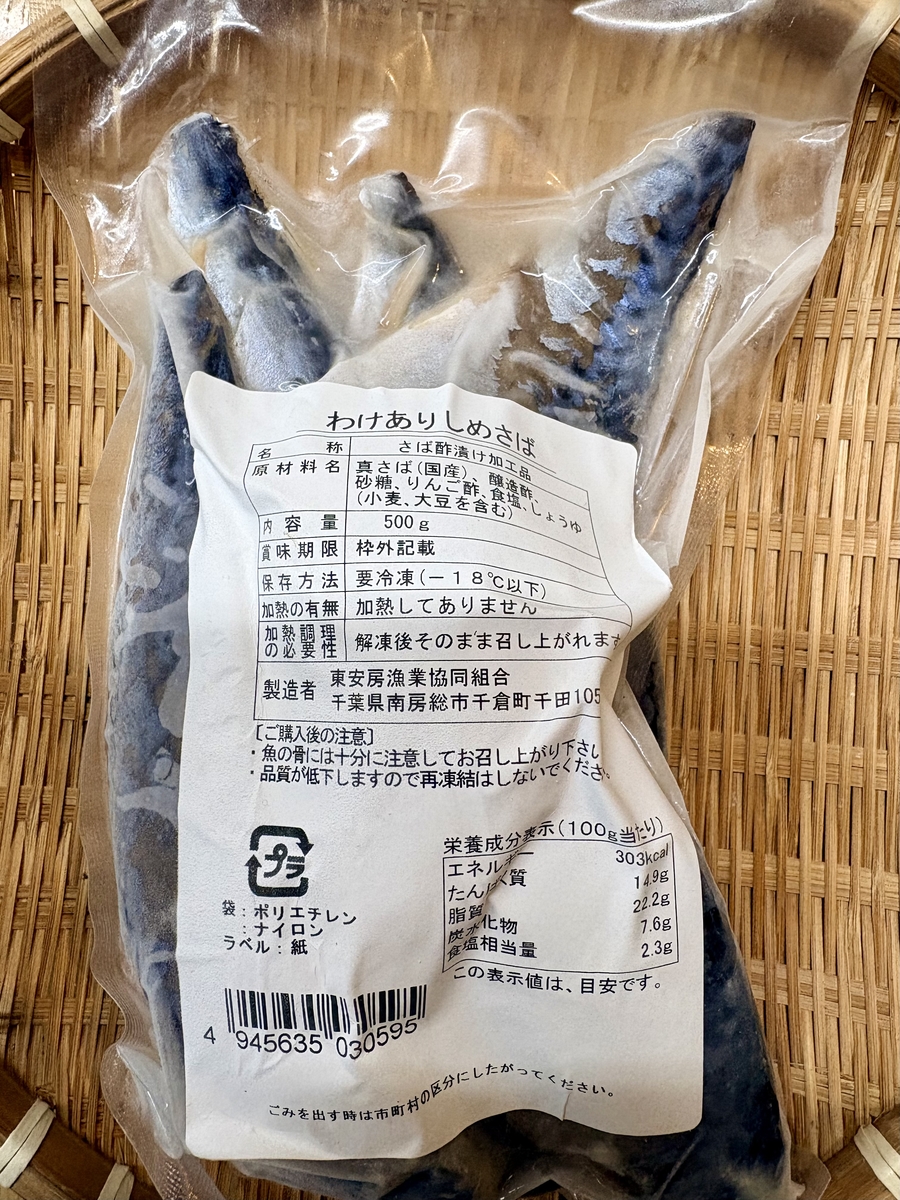 わけありしめさば
名称 さば酢漬け加工品
原材料名 真さば(国産)、醸造酢、
砂糖、りんご酢、食塩、しょうゆ
(小麦、大豆を含む)
内容量 500g
賞味期限 枠外記載
保存方法 要冷凍(-18℃以下)
加熱の有無 加熱してありません
加熱調理の必要性 解凍後そのまま召し上がれます
製造者 東安房漁業協同組合
千葉県南房総市千倉町千田105
[ご購入後の注意]
・魚の骨には十分に注意してお召し上がり下さい
・品質が低下しますので再凍結はしないでくださ
プラ
袋:ポリエチレン
:ナイロン
ラベル:紙
栄養成分表示(100g当たり)
エネルギー 303kcal
たんぱく質 14.9g
脂質 22.2g
炭水化物 7.6g
食塩相当量 2.3g
この表示値は、目安です。
4 945635 030595
ごみを出す時は市町村の区分にしたがってください。